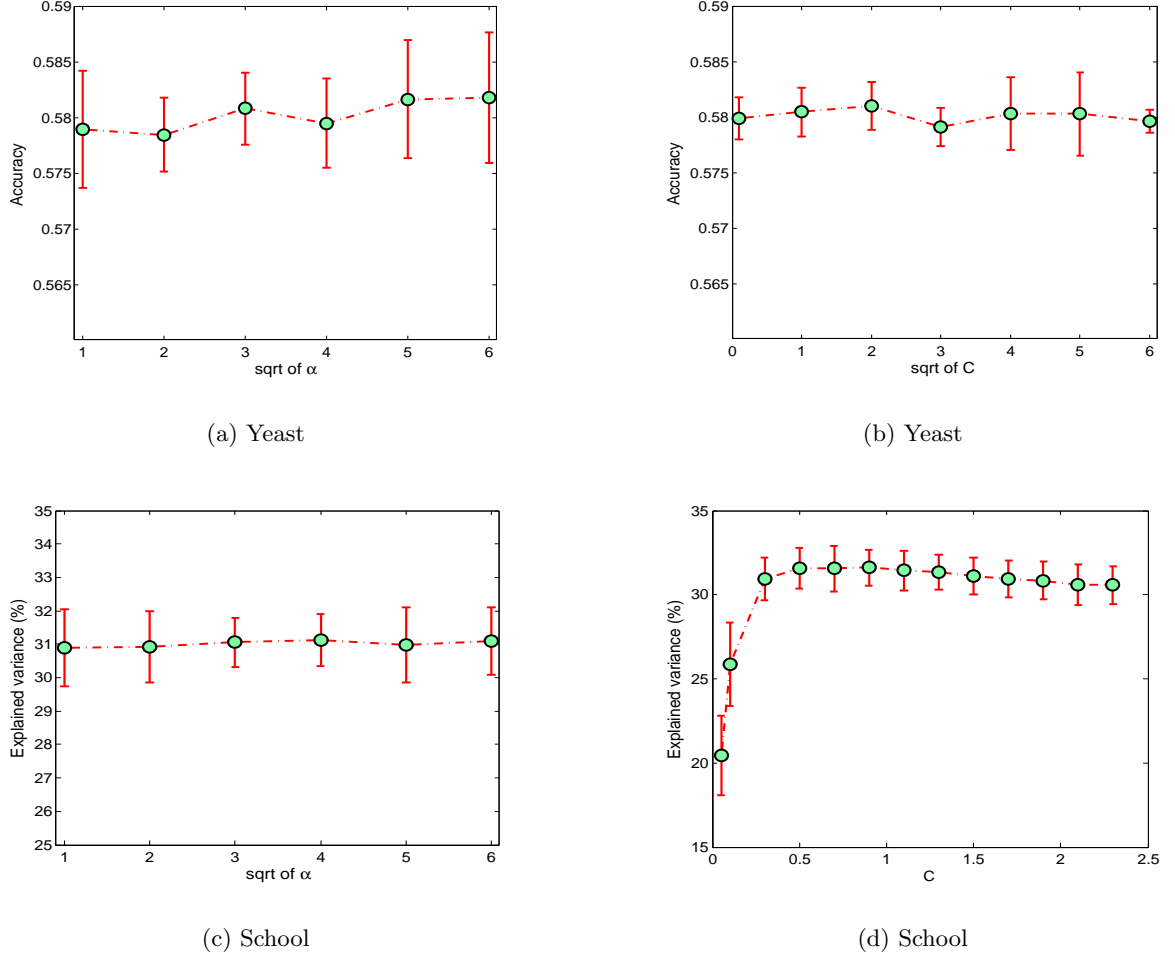 0.59
0.585
0.58
0.575
0.57
0.565
Accuracy
1 2 3 4 5 6
sqrt of α
(a) Yeast
0.59
0.585
0.58
0.575
0.57
0.565
Accuracy
0 1 2 3 4 5 6
sqrt of C
(b) Yeast
35
34
33
32
31
30
29
28
27
26
25
Explained variance (%)
1 2 3 4 5 6
sqrt of α
(c) School
35
30
25
20
15
Explained variance (%)
0 0.5 1 1.5 2 2.5
C
(d) School